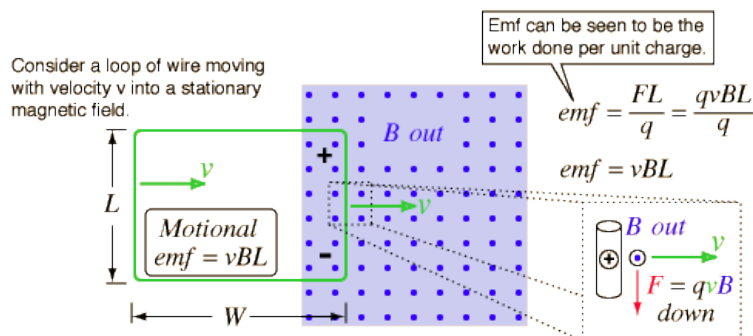 Emf can be seen to be the
work done per unit charge.
Consider a loop of wire moving
with velocity v into a stationary
magnetic field.
emf = FL/q = qvBL/q
emf = vBL
B out
+
v
L
v
Motional
emf = vBL
-
W
B out
+
v
F = qvB
down